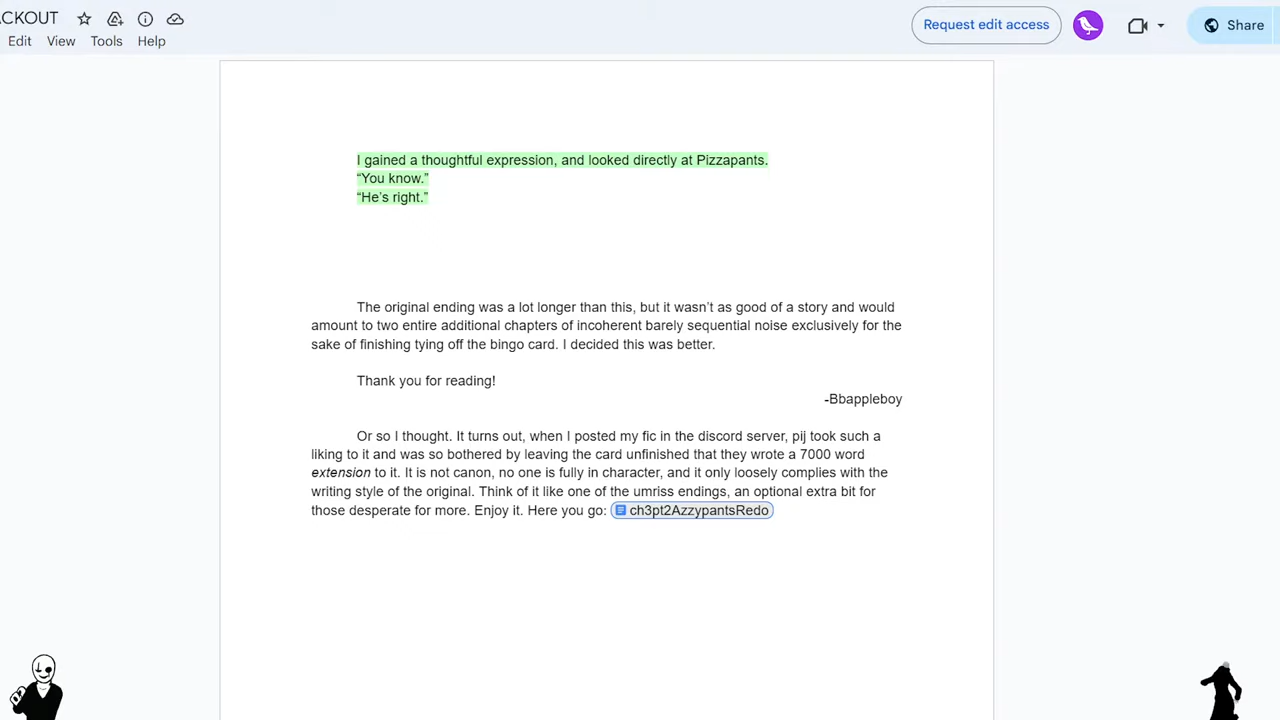 CKOUT
Request edit access
Share
Edit View Tools Help
I gained a thoughtful expression, and looked directly at Pizzapants.
“You know.”
“He’s right.”
The original ending was a lot longer than this, but it wasn’t as good of a story and would
amount to two entire additional chapters of incoherent barely sequential noise exclusively for the
sake of finishing tying off the bingo card. I decided this was better.
Thank you for reading!
-Bbappleboy
Or so I thought. It turns out, when I posted my fic in the discord server, pij took such a
liking to it and was so bothered by leaving the card unfinished that they wrote a 7000 word
extension to it. It is not canon, no one is fully in character, and it only loosely complies with the
writing style of the original. Think of it like one of the umriss endings, an optional extra bit for
those desperate for more. Enjoy it. Here you go: ch3pt2AzzypantsRedo